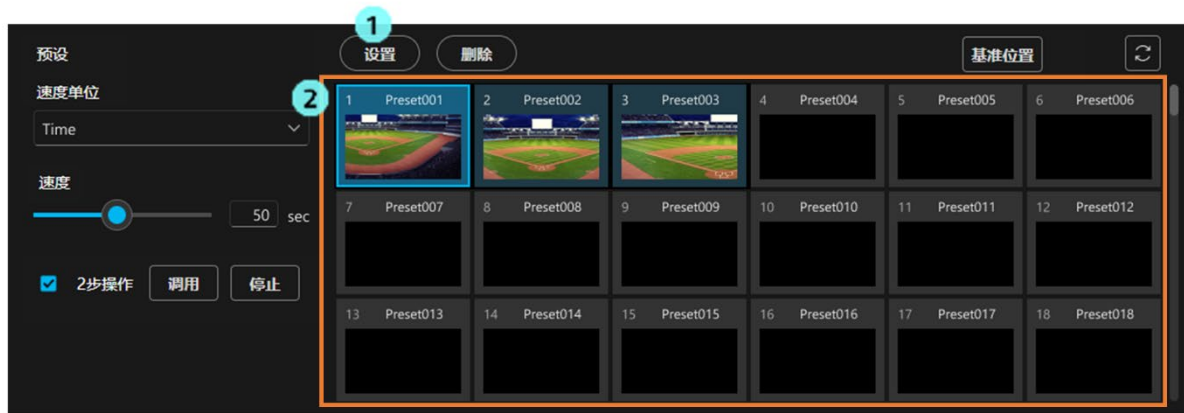 1
预设
设置
删除
基准位置
速度单位
2
Time
速度
50 sec
2步操作
调用
停止
1 Preset001
2 Preset002
3 Preset003
4 Preset004
5 Preset005
6 Preset006
7 Preset007
8 Preset008
9 Preset009
10 Preset010
11 Preset011
12 Preset012
13 Preset013
14 Preset014
15 Preset015
16 Preset016
17 Preset017
18 Preset018